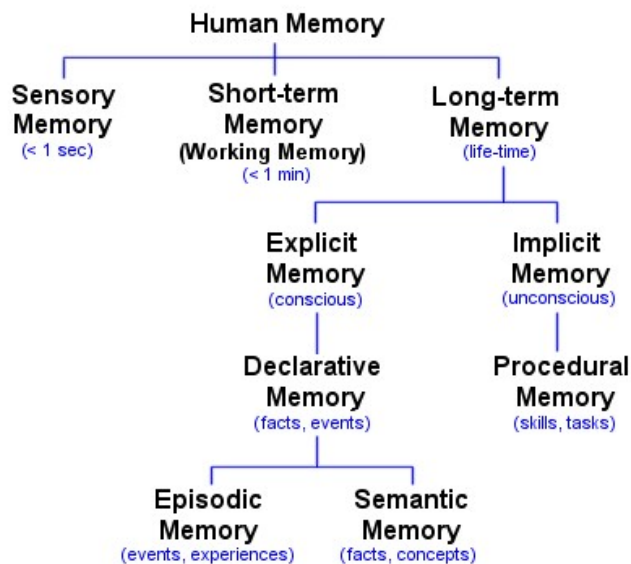 Human Memory
Sensory
Memory
(< 1 sec)
Short-term
Memory
(Working Memory)
(< 1 min)
Long-term
Memory
(life-time)
Explicit
Memory
(conscious)
Implicit
Memory
(unconscious)
Declarative
Memory
(facts, events)
Procedural
Memory
(skills, tasks)
Episodic
Memory
(events, experiences)
Semantic
Memory
(facts, concepts)